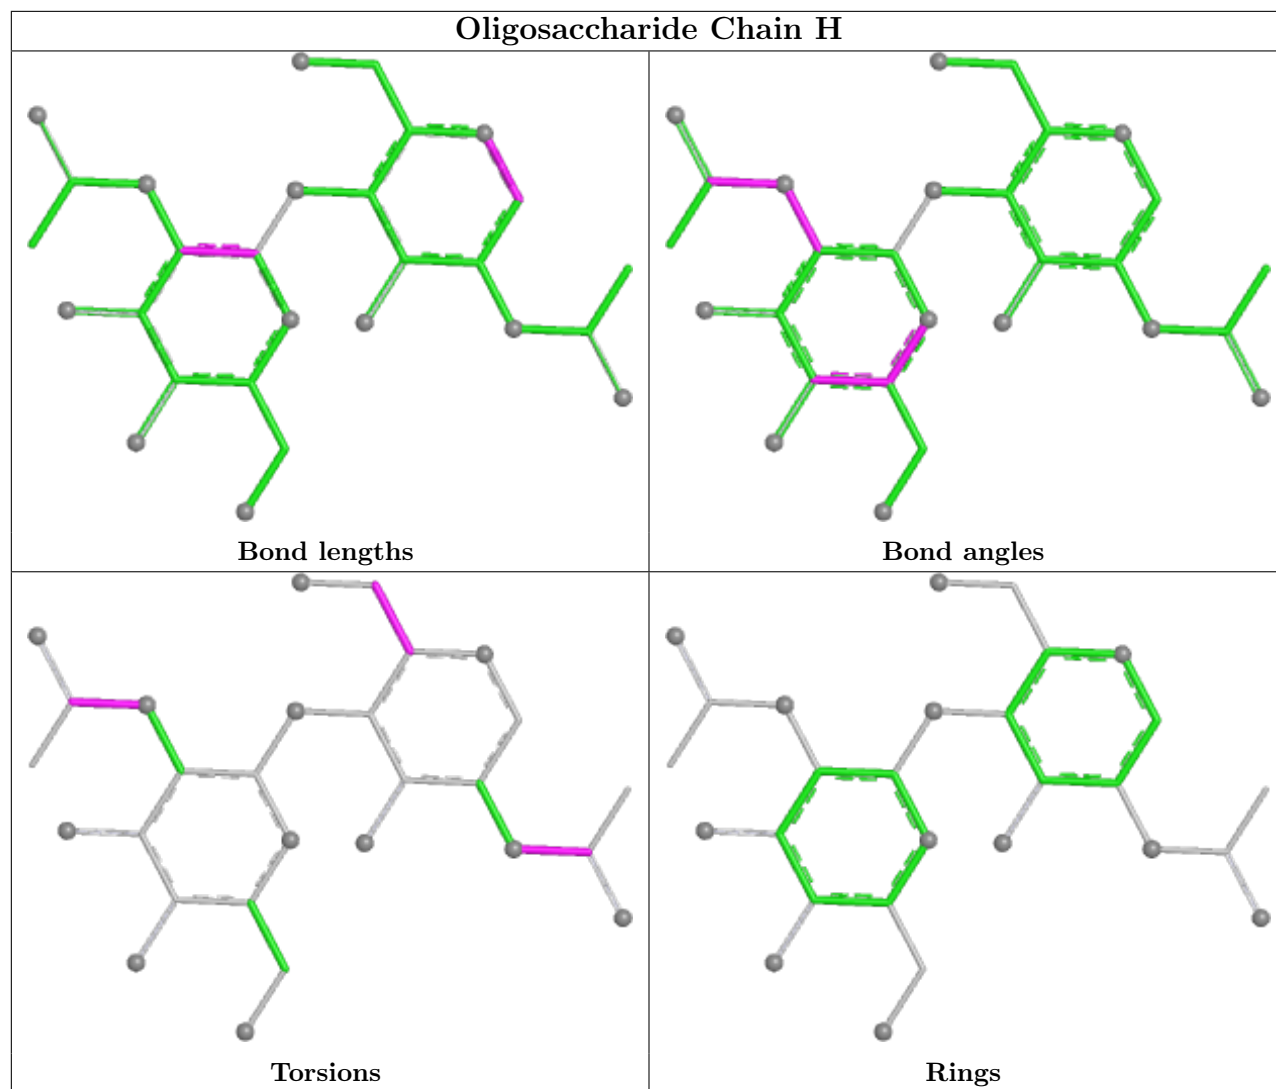 Oligosaccharide Chain H
Bond lengths
Bond angles
Torsions
Rings